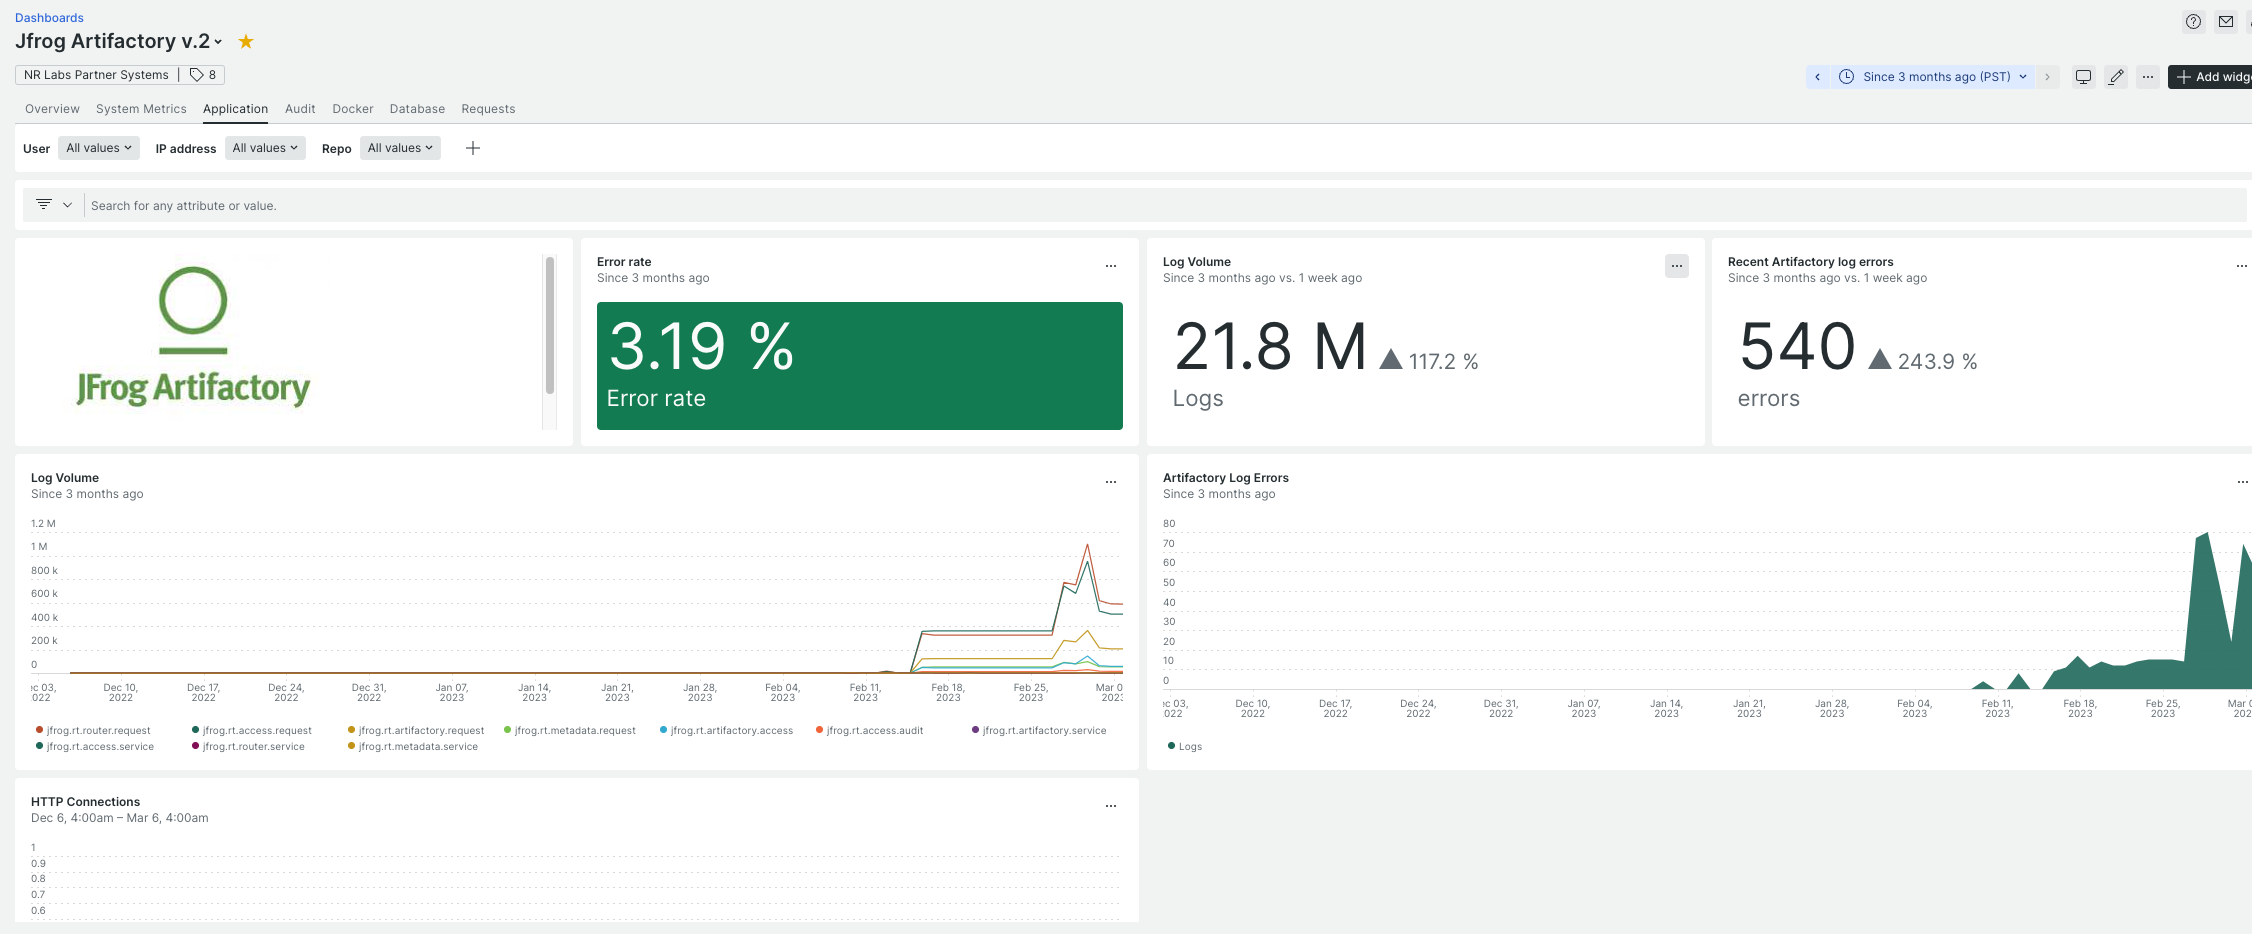 Dashboards
Jfrog Artifactory v.2
NR Labs Partner Systems | 8
Since 3 months ago (PST)
Add widg
Overview System Metrics Application Audit Docker Database Requests
User All values IP address All values Repo All values
Search for any attribute or value.
JFrog Artifactory
Error rate
Since 3 months ago
3.19 %
Error rate
Log Volume
Since 3 months ago vs. 1 week ago
21.8 M 117.2 %
Logs
Recent Artifactory log errors
Since 3 months ago vs. 1 week ago
540 243.9 %
errors
Log Volume
Since 3 months ago
1.2 M
1 M
800 k
600 k
400 k
200 k
0
c 03, Dec 10, Dec 17, Dec 24, Dec 31, Jan 07, Jan 14, Jan 21, Jan 28, Feb 04, Feb 11, Feb 18, Feb 25, Mar 0
022 2022 2022 2022 2022 2023 2023 2023 2023 2023 2023 2023 2023 202
jfrog.rt.router.request jfrog.rt.access.request jfrog.rt.artifactory.request jfrog.rt.metadata.request jfrog.rt.artifactory.access jfrog.rt.access.audit jfrog.rt.artifactory.service
jfrog.rt.access.service jfrog.rt.router.service jfrog.rt.metadata.service
Artifactory Log Errors
Since 3 months ago
80
70
60
50
40
30
20
10
0
c 03, Dec 10, Dec 17, Dec 24, Dec 31, Jan 07, Jan 14, Jan 21, Jan 28, Feb 04, Feb 11, Feb 18, Feb 25, Mar 0
022 2022 2022 2022 2022 2023 2023 2023 2023 2023 2023 2023 2023 202
Logs
HTTP Connections
Dec 6, 4:00am – Mar 6, 4:00am
1
0.9
0.8
0.7
0.6